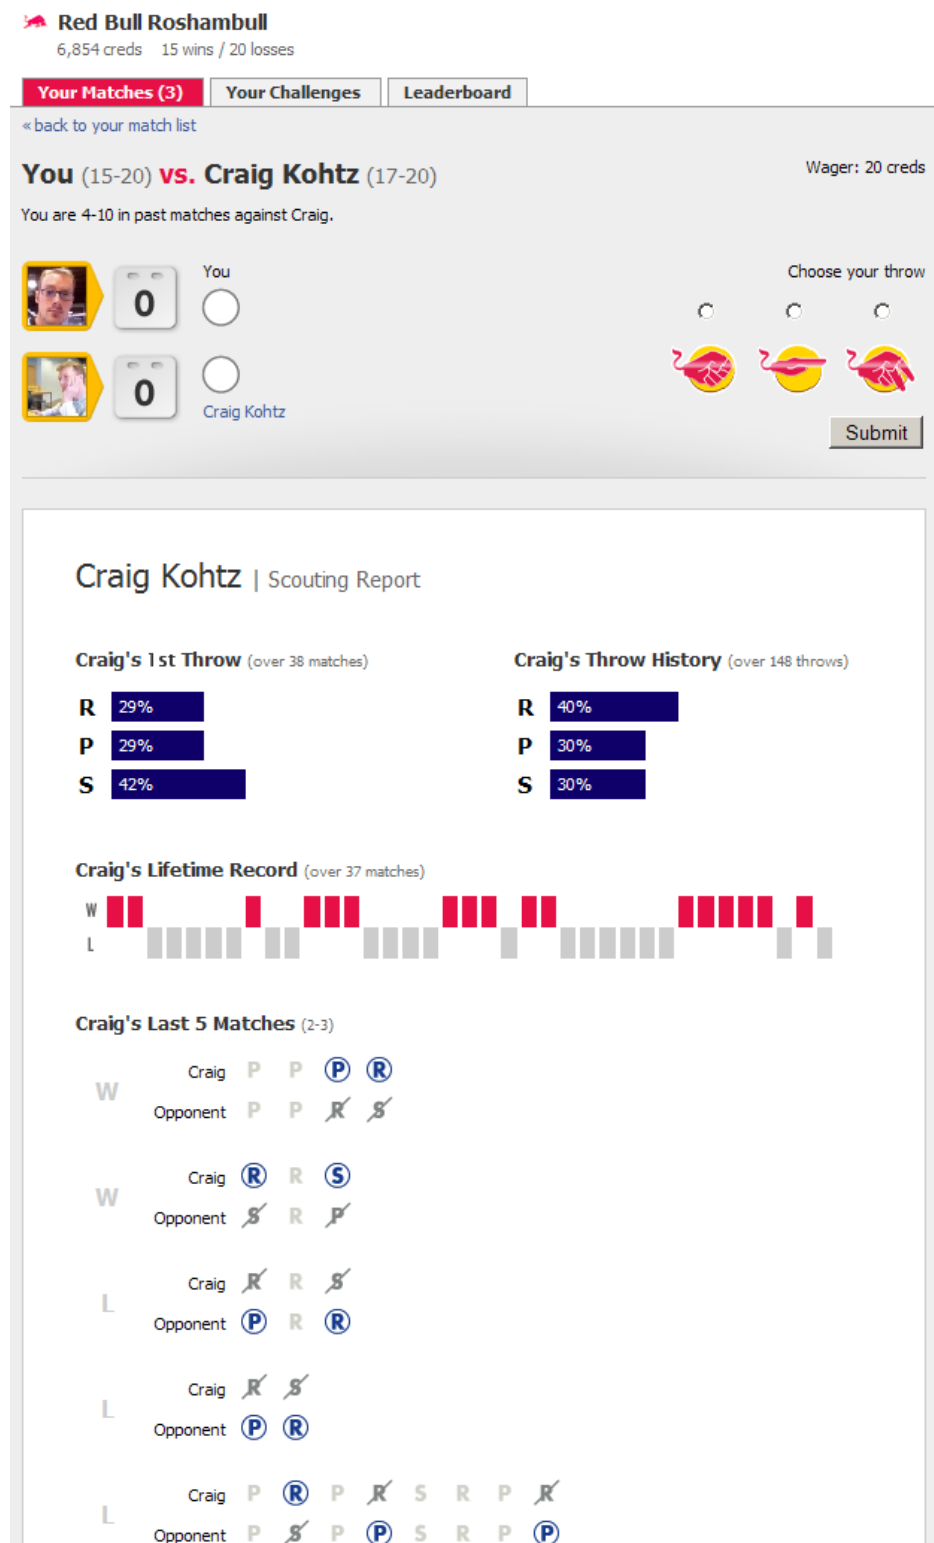 Red Bull Roshambull
6,854 creds 15 wins / 20 losses
Your Matches (3) Your Challenges Leaderboard
« back to your match list
You (15-20) vs. Craig Kohtz (17-20) Wager: 20 creds
You are 4-10 in past matches against Craig.
You Choose your throw
0
0
Craig Kohtz
Submit
Craig Kohtz | Scouting Report
Craig's 1st Throw (over 38 matches) Craig's Throw History (over 148 throws)
R 29% R 40%
P 29% P 30%
S 42% S 30%
Craig's Lifetime Record (over 37 matches)
W
L
Craig's Last 5 Matches (2-3)
W
Craig P P P R
Opponent P P R S
W
Craig R R S
Opponent S R P
L
Craig R R S
Opponent P R R
L
Craig R S
Opponent P R
L
Craig P R P R S R P R
Opponent P S P P S R P P